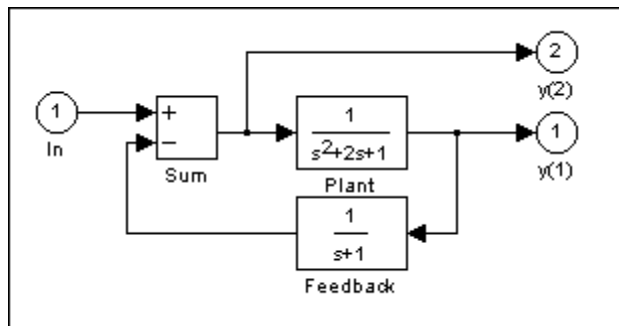 2
y(2)
1
In
+
−
Sum
1
s²+2s+1
Plant
1
y(1)
1
s+1
Feedback